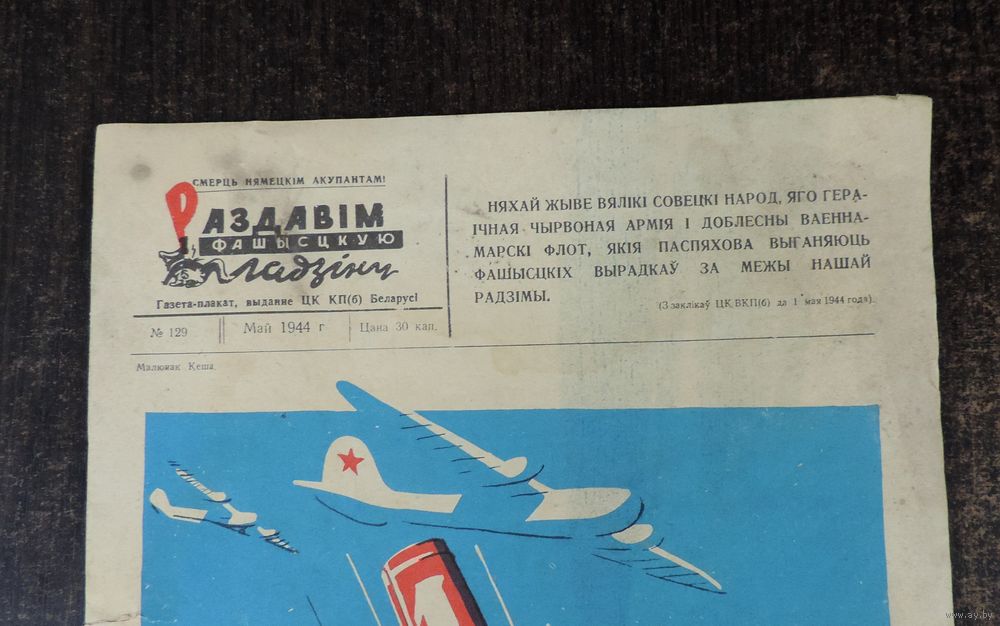 СМЕРЦЬ НЯМЕЦКІМ АКУПАНТАМ!
РАЗДАВІМ
ФАШЫСЦКУЮ
гладзіну
Газета-плакат, выданне ЦК КП(б) Беларусі
№ 129
Май 1944 г
Цана 30 кап.
НЯХАЙ ЖЫВЕ ВЯЛІКІ СОВЕЦКІ НАРОД, ЯГО ГЕРА-
ІЧНАЯ ЧЫРВОНАЯ АРМІЯ І ДОБЛЕСНЫ ВАЕННА-
МАРСКІ ФЛОТ, ЯКІЯ ПАСПЯХОВА ВЫГАНЯЮЦЬ
ФАШЫСЦКІХ ВЫРАДКАЎ ЗА МЕЖЫ НАШАЙ
РАДЗІМЫ.
(З заклікаў ЦК ВКП(б) да 1 мая 1944 года).
Малюнак Кеша.
www.ay.by